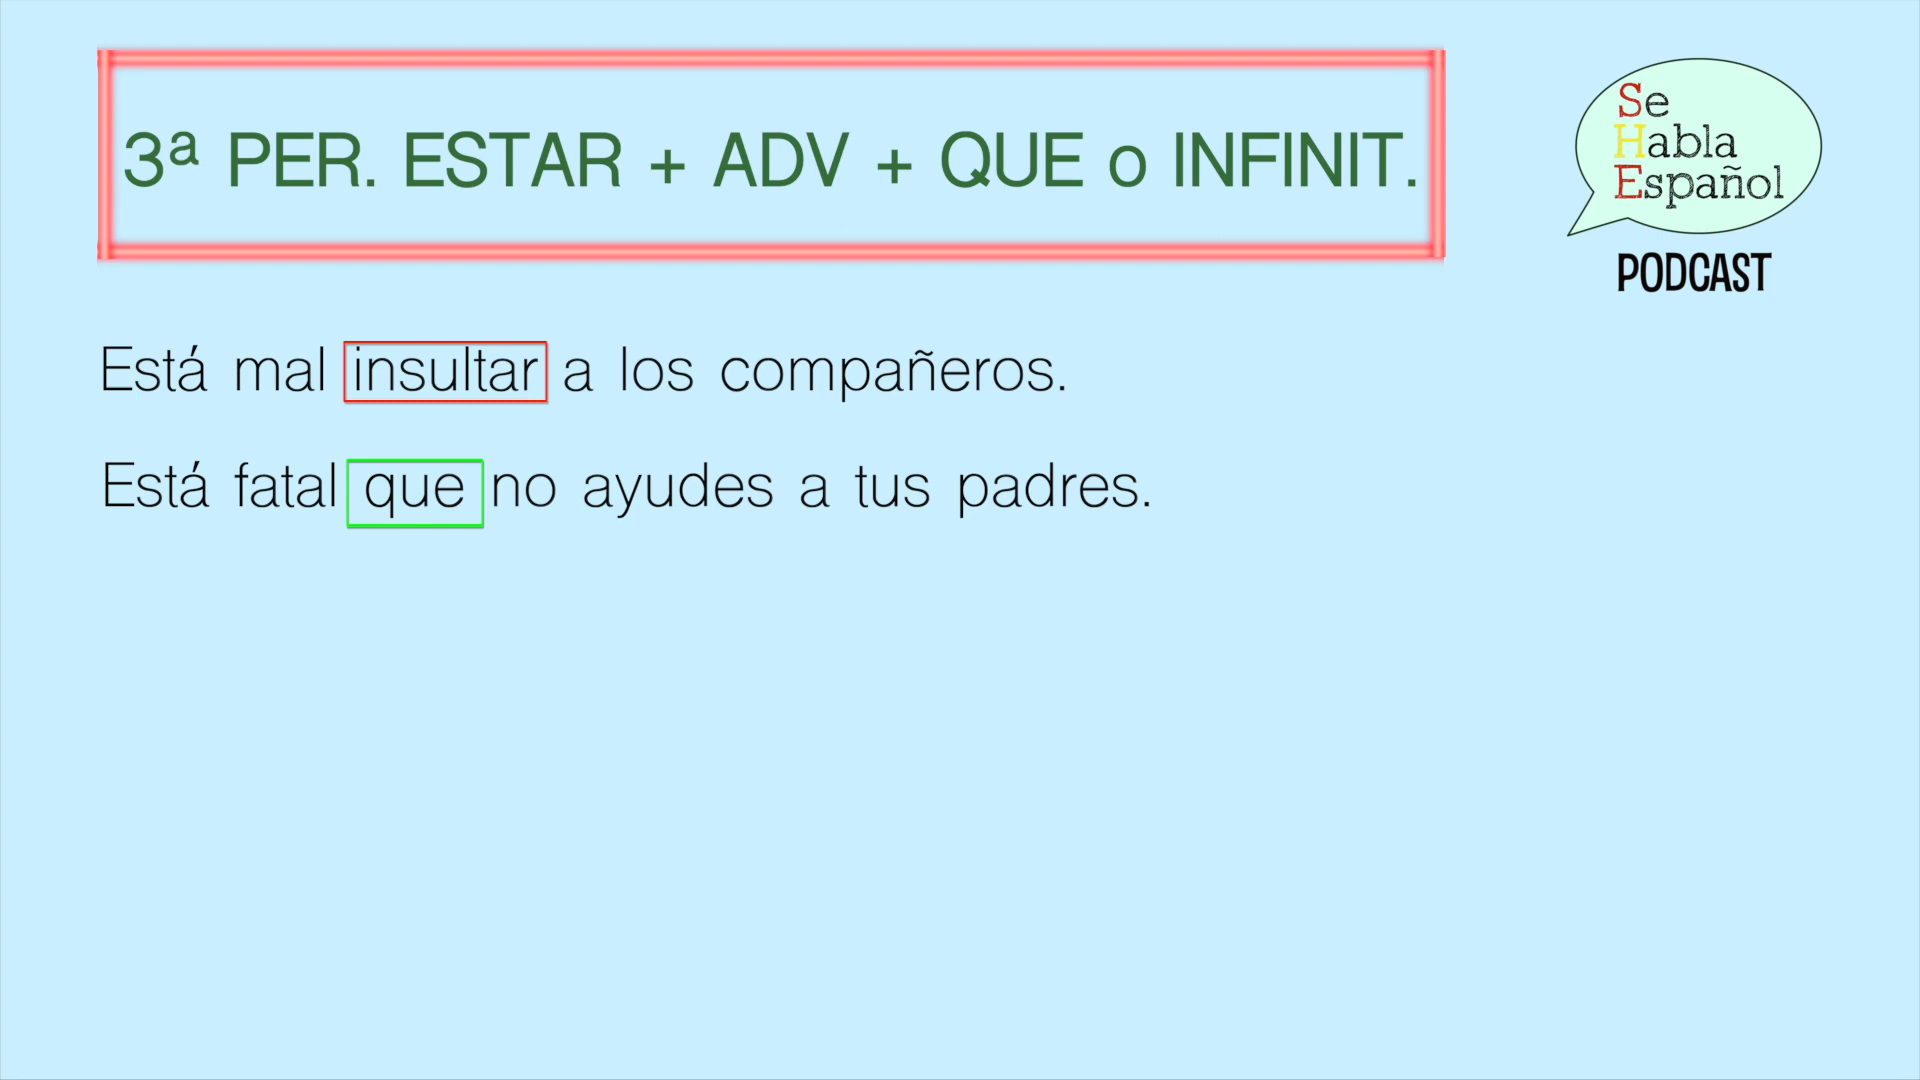 3ª PER. ESTAR + ADV + QUE o INFINIT.
Se
Habla
Español
PODCAST
Está mal insultar a los compañeros.
Está fatal que no ayudes a tus padres.